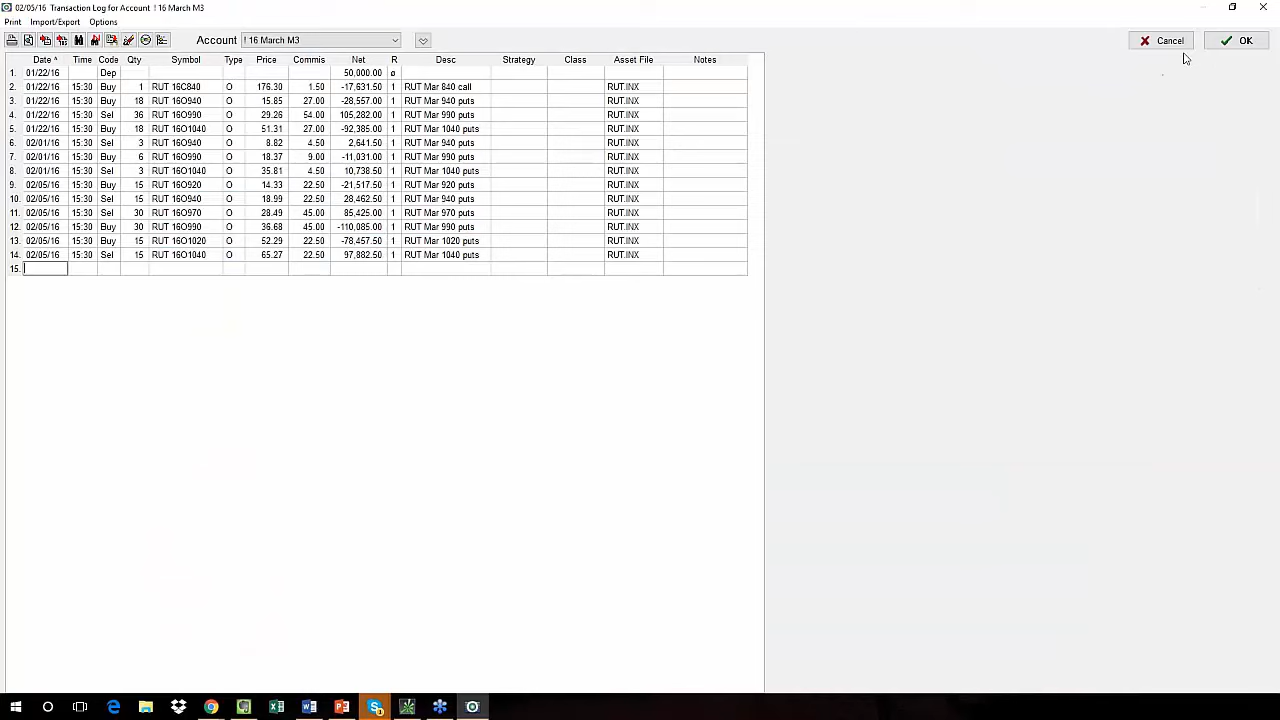 02/05/16 Transaction Log for Account ! 16 March M3
Print Import/Export Options
Account ! 16 March M3 Cancel OK
Date ^ Time Code Qty Symbol Type Price Commis Net R Desc Strategy Class Asset File Notes
1. 01/22/16 Dep 50,000.00 ø
2. 01/22/16 15:30 Buy 1 RUT 16C840 O 176.30 1.50 -17,631.50 1 RUT Mar 840 call RUT.INX
3. 01/22/16 15:30 Buy 18 RUT 16O940 O 15.85 27.00 -28,557.00 1 RUT Mar 940 puts RUT.INX
4. 01/22/16 15:30 Sel 36 RUT 16O990 O 29.26 54.00 105,282.00 1 RUT Mar 990 puts RUT.INX
5. 01/22/16 15:30 Buy 18 RUT 16O1040 O 51.31 27.00 -92,385.00 1 RUT Mar 1040 puts RUT.INX
6. 02/01/16 15:30 Sel 3 RUT 16O940 O 8.82 4.50 2,641.50 1 RUT Mar 940 puts RUT.INX
7. 02/01/16 15:30 Buy 6 RUT 16O990 O 18.37 9.00 -11,031.00 1 RUT Mar 990 puts RUT.INX
8. 02/01/16 15:30 Sel 3 RUT 16O1040 O 35.81 4.50 10,738.50 1 RUT Mar 1040 puts RUT.INX
9. 02/05/16 15:30 Buy 15 RUT 16O920 O 14.33 22.50 -21,517.50 1 RUT Mar 920 puts RUT.INX
10. 02/05/16 15:30 Sel 15 RUT 16O940 O 18.99 22.50 28,462.50 1 RUT Mar 940 puts RUT.INX
11. 02/05/16 15:30 Sel 30 RUT 16O970 O 28.49 45.00 85,425.00 1 RUT Mar 970 puts RUT.INX
12. 02/05/16 15:30 Buy 30 RUT 16O990 O 36.68 45.00 -110,085.00 1 RUT Mar 990 puts RUT.INX
13. 02/05/16 15:30 Buy 15 RUT 16O1020 O 52.29 22.50 -78,457.50 1 RUT Mar 1020 puts RUT.INX
14. 02/05/16 15:30 Sel 15 RUT 16O1040 O 65.27 22.50 97,882.50 1 RUT Mar 1040 puts RUT.INX
15.